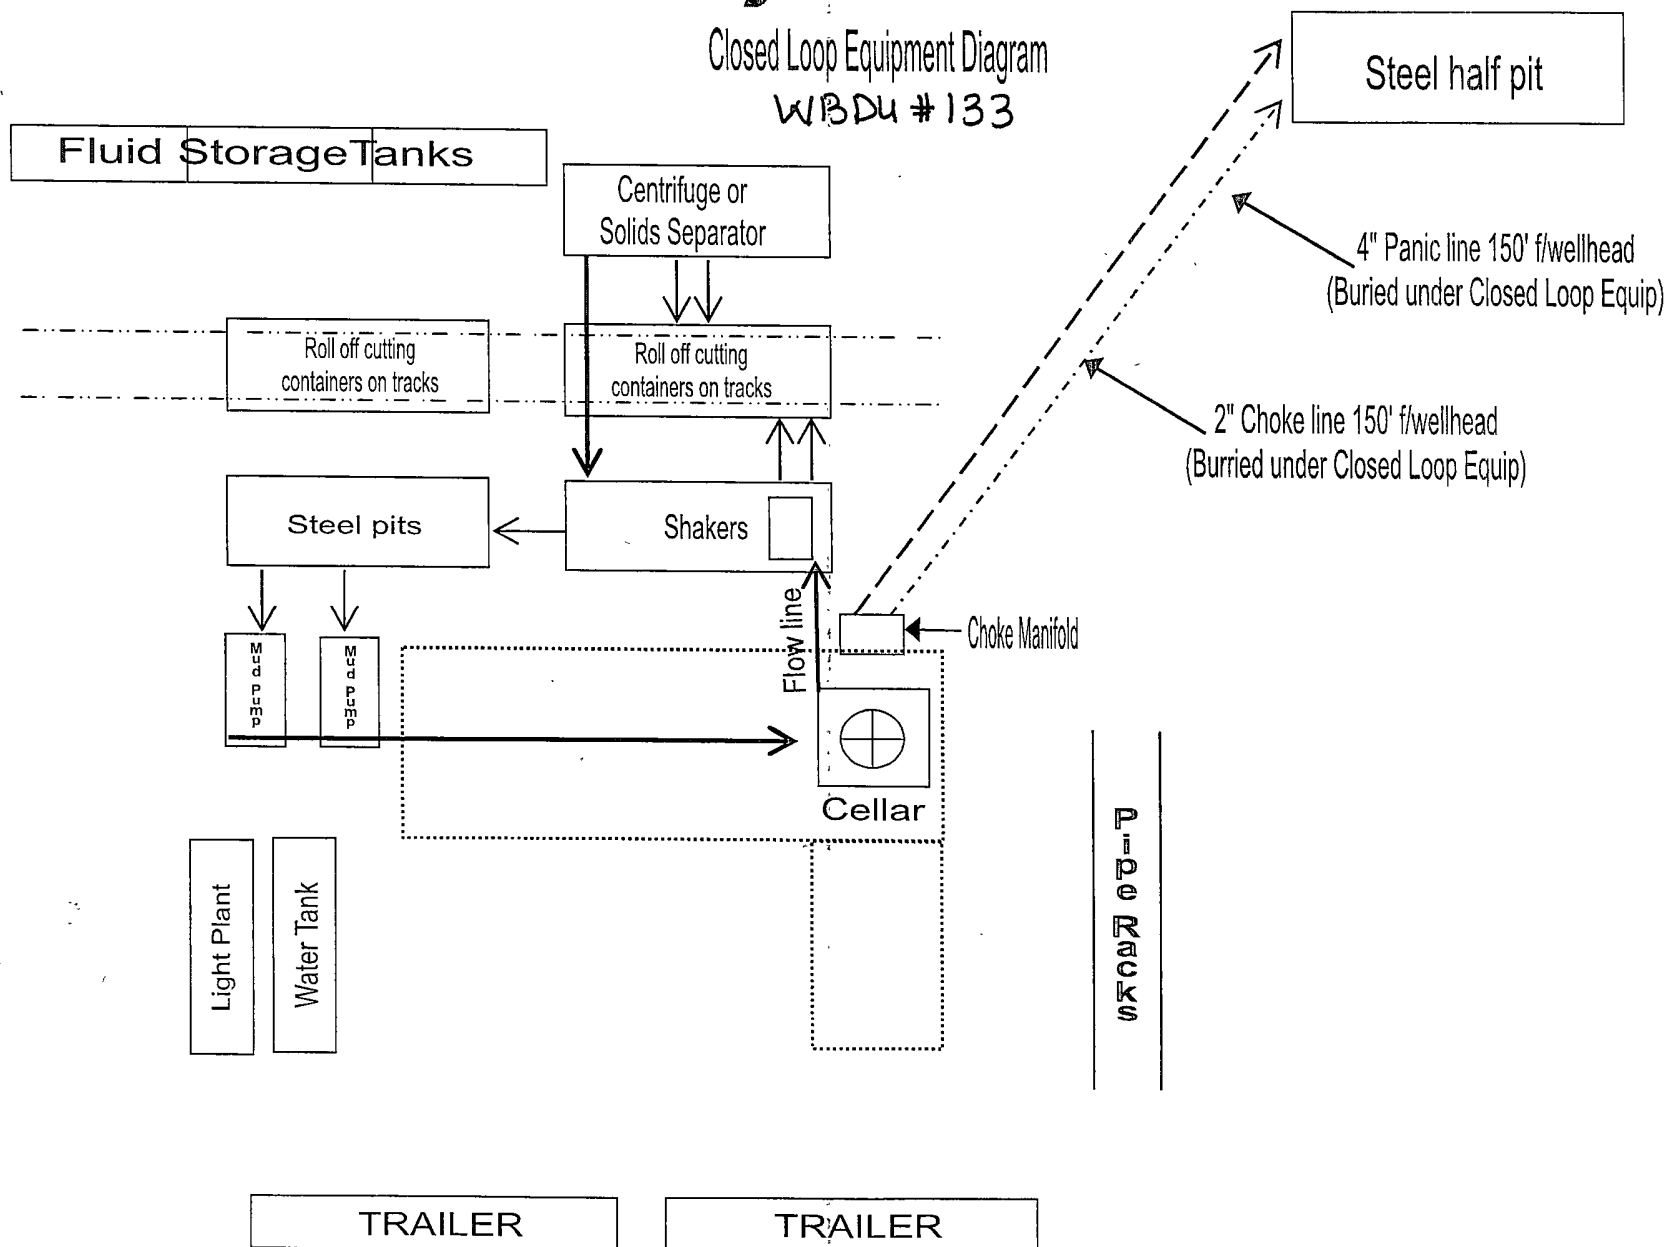 Closed Loop Equipment Diagram
WBDU #133
Steel half pit
Fluid StorageTanks
Centrifuge or
Solids Separator
4" Panic line 150' f/wellhead
(Buried under Closed Loop Equip)
Roll off cutting
containers on tracks
Roll off cutting
containers on tracks
2" Choke line 150' f/wellhead
(Burried under Closed Loop Equip)
Steel pits
Shakers
Flow line
Choke Manifold
Mud Pump
Mud Pump
Cellar
Pipe Racks
Light Plant
Water Tank
TRAILER
TRAILER